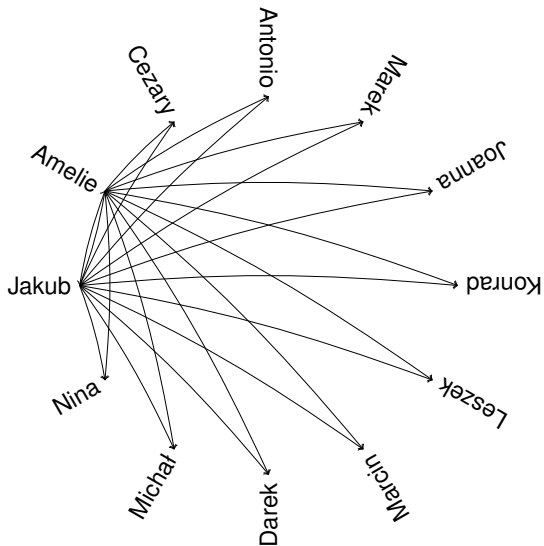 Antonio
Cezary
Marek
Amelie
Joanna
Jakub
Konrad
Nina
Leszek
Michał
Darek
Marcin